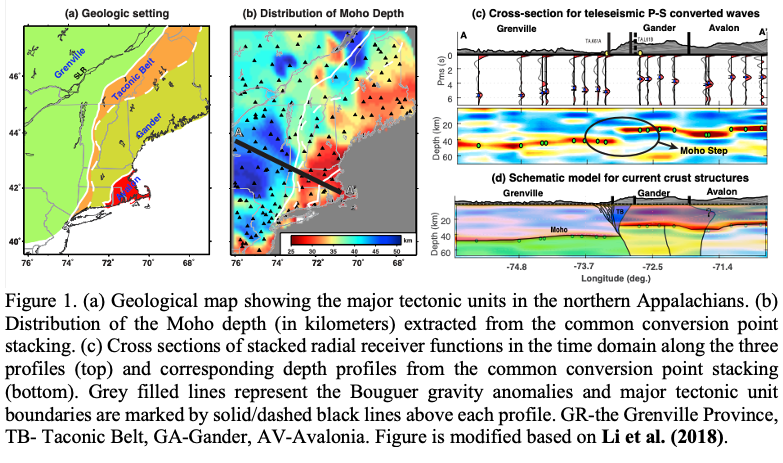 (a) Geologic setting
(b) Distribution of Moho Depth
(c) Cross-section for teleseismic P-S converted waves
Grenville
SLR
Taconic Belt
Gander
46˚
44˚
42˚
40˚
76˚ 74˚ 72˚ 70˚ 68˚
A
km
25 30 35 40 45 50
76˚ 74˚ 72˚ 70˚ 68˚
A A'
Grenville Gander Avalon
TA.K61A
Pms (s)
0
2
4
6
Depth (km)
20
40
60
Moho Step
(d) Schematic model for current crust structures
Grenville Gander Avalon
TB
Moho
Depth (km)
20
40
60
-74.8 -73.7 -72.5 -71.4
Longitude (deg.)
Figure 1. (a) Geological map showing the major tectonic units in the northern Appalachians. (b)
Distribution of the Moho depth (in kilometers) extracted from the common conversion point
stacking. (c) Cross sections of stacked radial receiver functions in the time domain along the three
profiles (top) and corresponding depth profiles from the common conversion point stacking
(bottom). Grey filled lines represent the Bouguer gravity anomalies and major tectonic unit
boundaries are marked by solid/dashed black lines above each profile. GR-the Grenville Province,
TB- Taconic Belt, GA-Gander, AV-Avalonia. Figure is modified based on Li et al. (2018).